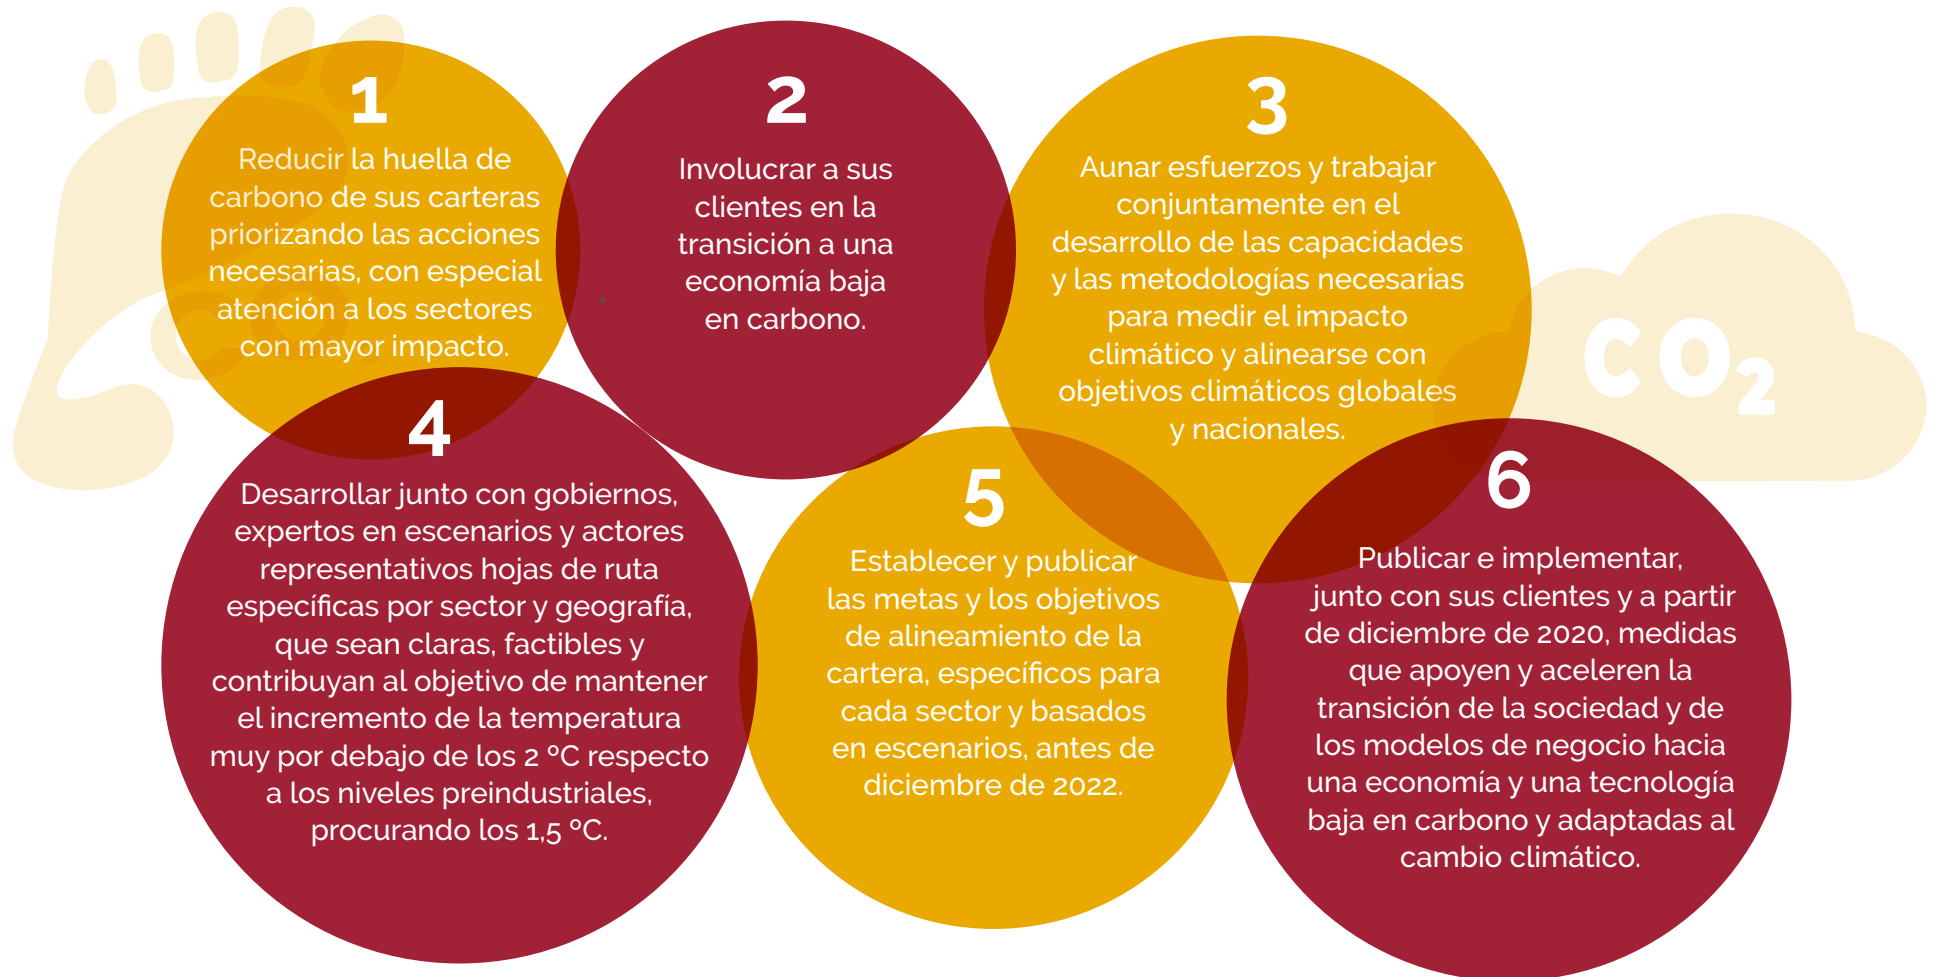 1
Reducir la huella de
carbono de sus carteras
priorizando las acciones
necesarias, con especial
atención a los sectores
con mayor impacto.
2
Involucrar a sus
clientes en la
transición a una
economía baja
en carbono.
3
Aunar esfuerzos y trabajar
conjuntamente en el
desarrollo de las capacidades
y las metodologías necesarias
para medir el impacto
climático y alinearse con
objetivos climáticos globales
y nacionales.
CO₂
CO₂
4
Desarrollar junto con gobiernos,
expertos en escenarios y actores
representativos hojas de ruta
específicas por sector y geografía,
que sean claras, factibles y
contribuyan al objetivo de mantener
el incremento de la temperatura
muy por debajo de los 2 ºC respecto
a los niveles preindustriales,
procurando los 1,5 ºC.
5
Establecer y publicar
las metas y los objetivos
de alineamiento de la
cartera, específicos para
cada sector y basados
en escenarios, antes de
diciembre de 2022.
6
Publicar e implementar,
junto con sus clientes y a partir
de diciembre de 2020, medidas
que apoyen y aceleren la
transición de la sociedad y de
los modelos de negocio hacia
una economía y una tecnología
baja en carbono y adaptadas al
cambio climático.